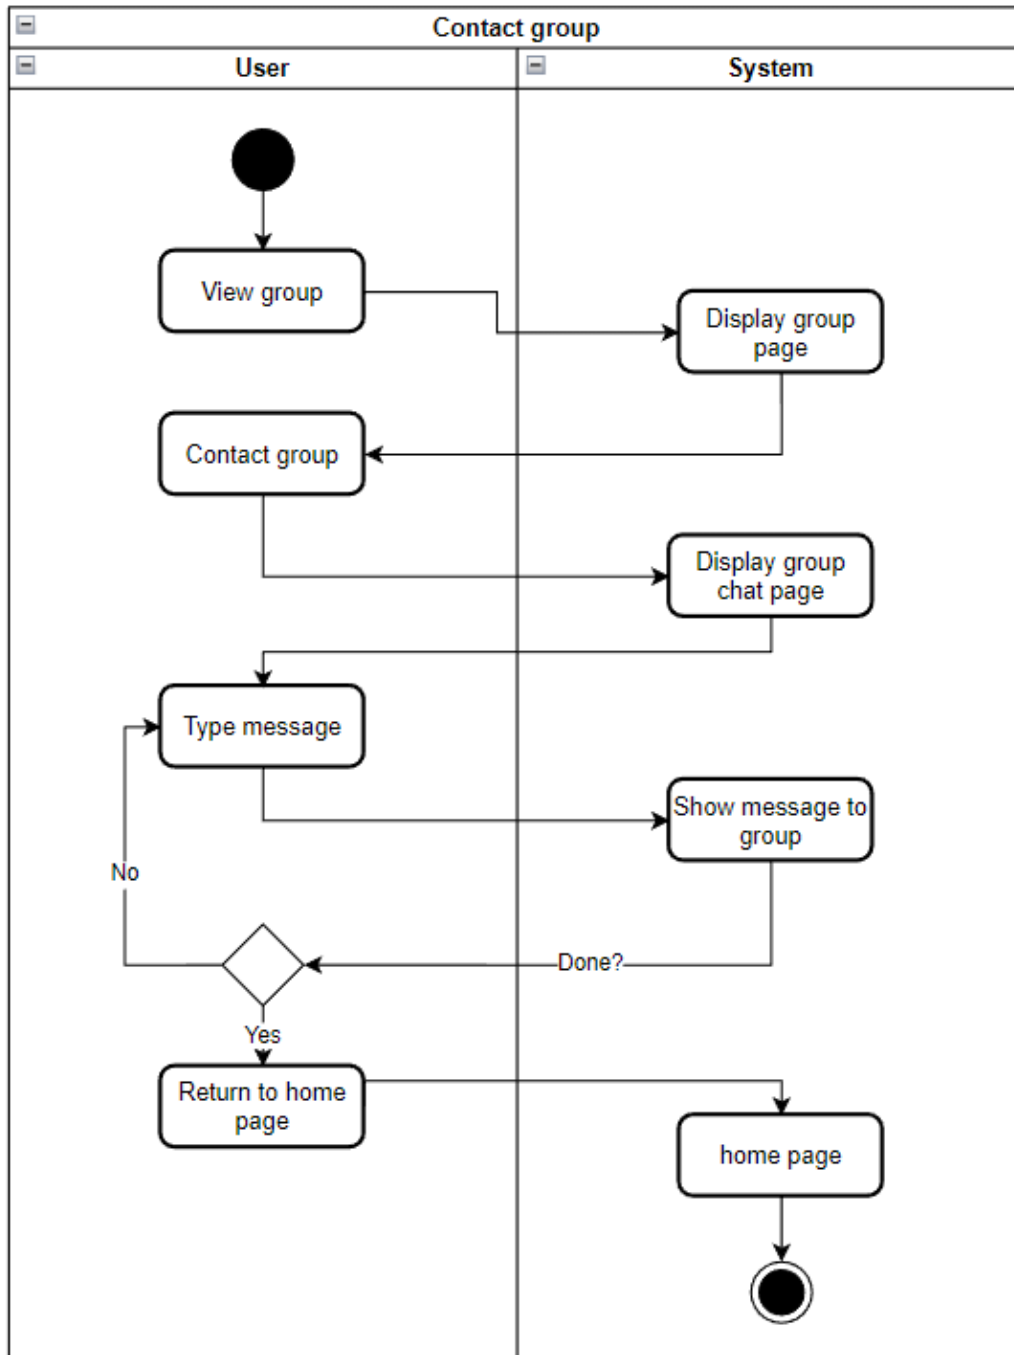 Contact group
User
System
View group
Display group
page
Contact group
Display group
chat page
Type message
Show message to
group
No
Done?
Yes
Return to home
page
home page